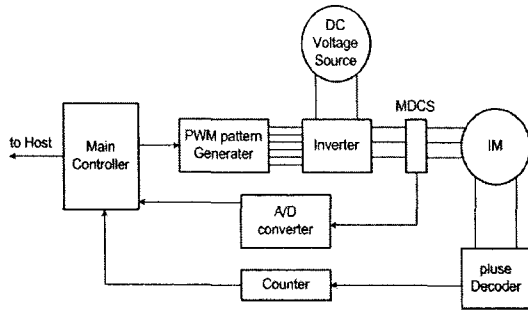 DC
Voltage
Source
MDCS
to Host
Main
Controller
PWM pattern
Generater
Inverter
IM
A/D
converter
Counter
pluse
Decoder